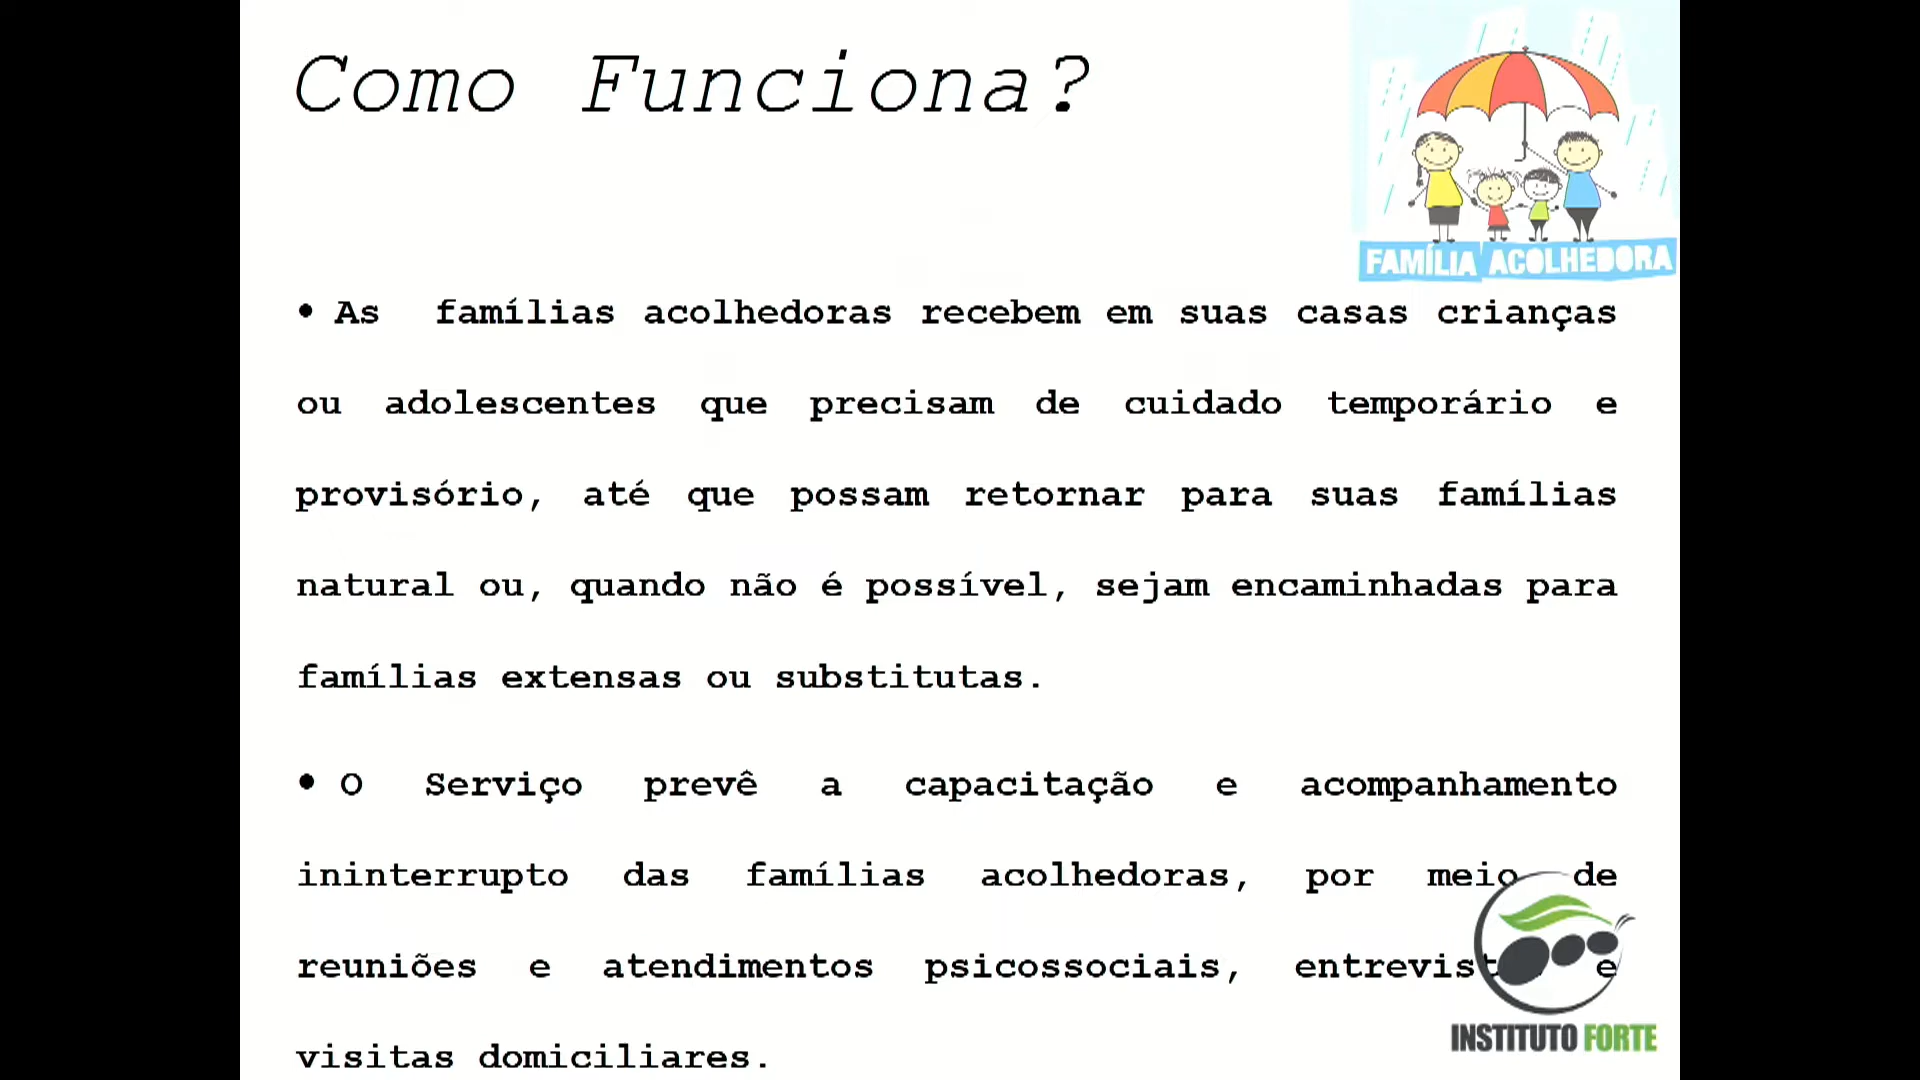 Como Funciona?
FAMÍLIA ACOLHEDORA
• As famílias acolhedoras recebem em suas casas crianças
ou adolescentes que precisam de cuidado temporário e
provisório, até que possam retornar para suas famílias
natural ou, quando não é possível, sejam encaminhadas para
famílias extensas ou substitutas.
• O Serviço prevê a capacitação e acompanhamento
ininterrupto das famílias acolhedoras, por meio de
reuniões e atendimentos psicossociais, e
visitas domiciliares.
INSTITUTO FORTE